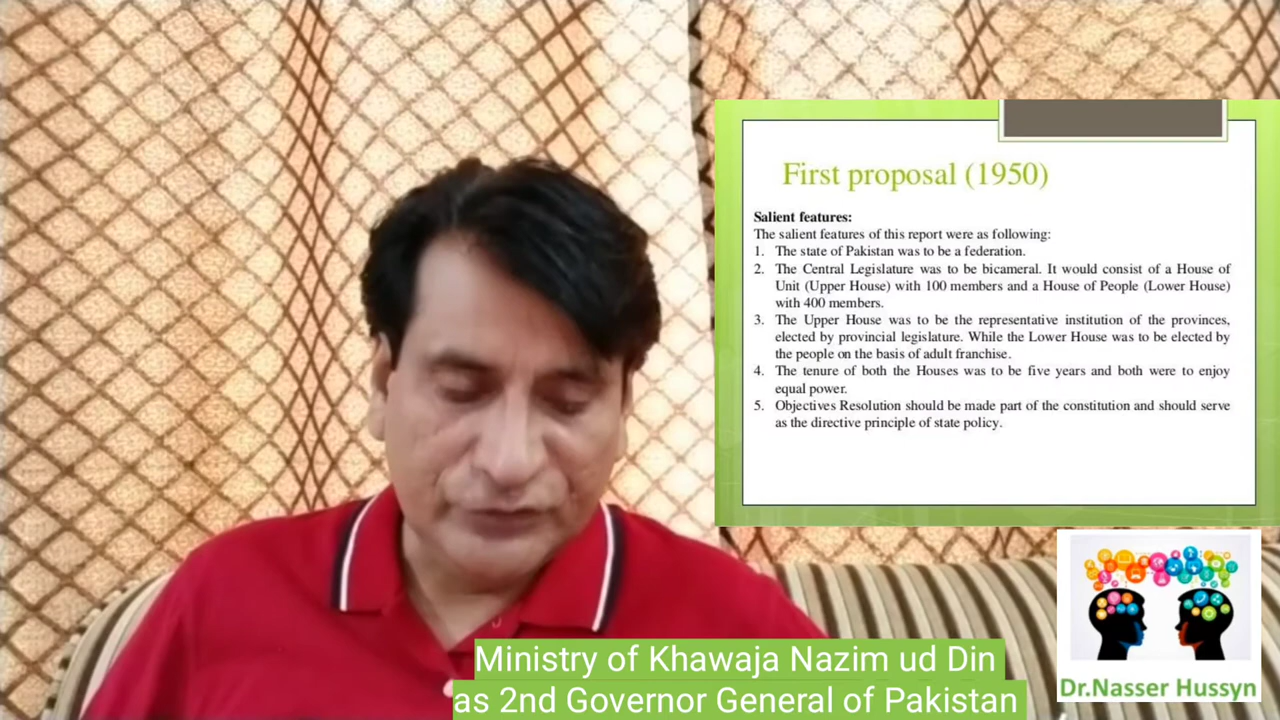 First proposal (1950)
Salient features:
The salient features of this report were as following:
1. The state of Pakistan was to be a federation.
2. The Central Legislature was to be bicameral. It would consist of a House of
Unit (Upper House) with 100 members and a House of People (Lower House)
with 400 members.
3. The Upper House was to be the representative institution of the provinces,
elected by provincial legislature. While the Lower House was to be elected by
the people on the basis of adult franchise.
4. The tenure of both the Houses was to be five years and both were to enjoy
equal power.
5. Objectives Resolution should be made part of the constitution and should serve
as the directive principle of state policy.
Ministry of Khawaja Nazim ud Din
as 2nd Governor General of Pakistan
Dr.Nasser Hussyn